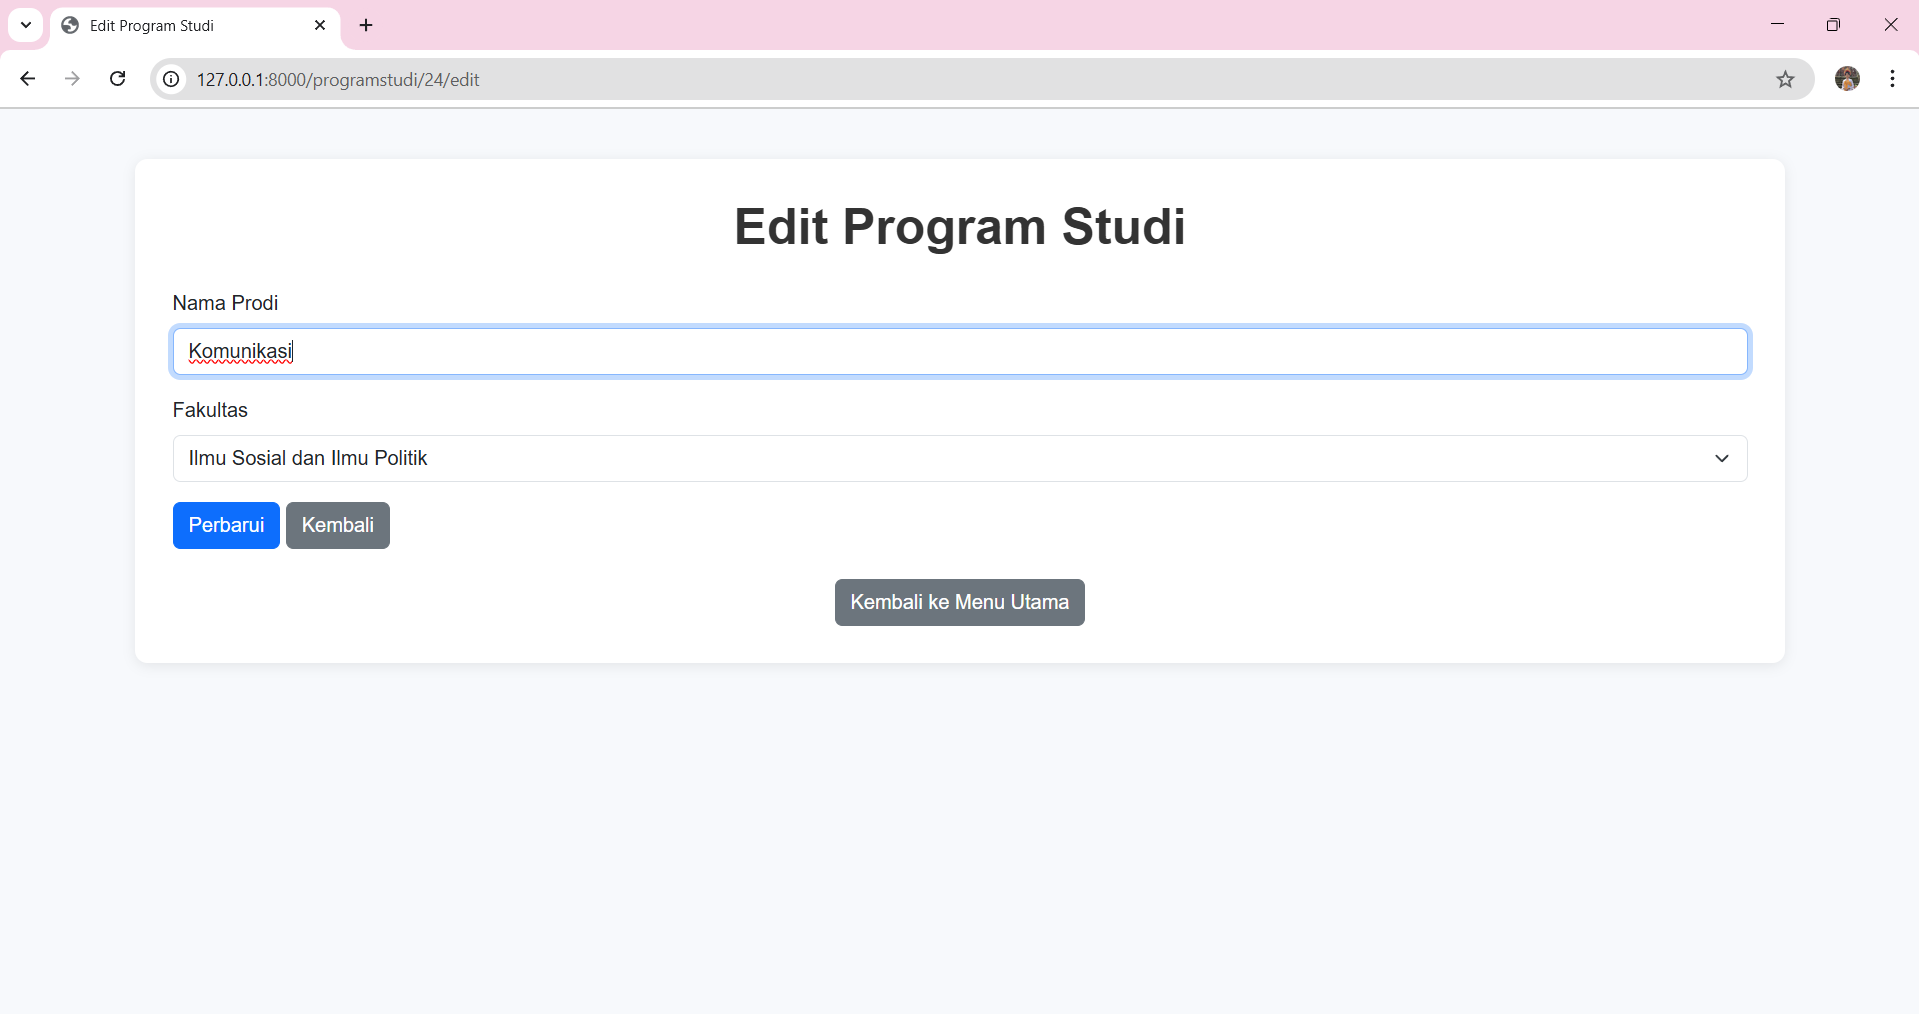 Edit Program Studi
127.0.0.1:8000/programstudi/24/edit
Edit Program Studi
Nama Prodi
Komunikasi
Fakultas
Ilmu Sosial dan Ilmu Politik
Perbarui Kembali
Kembali ke Menu Utama